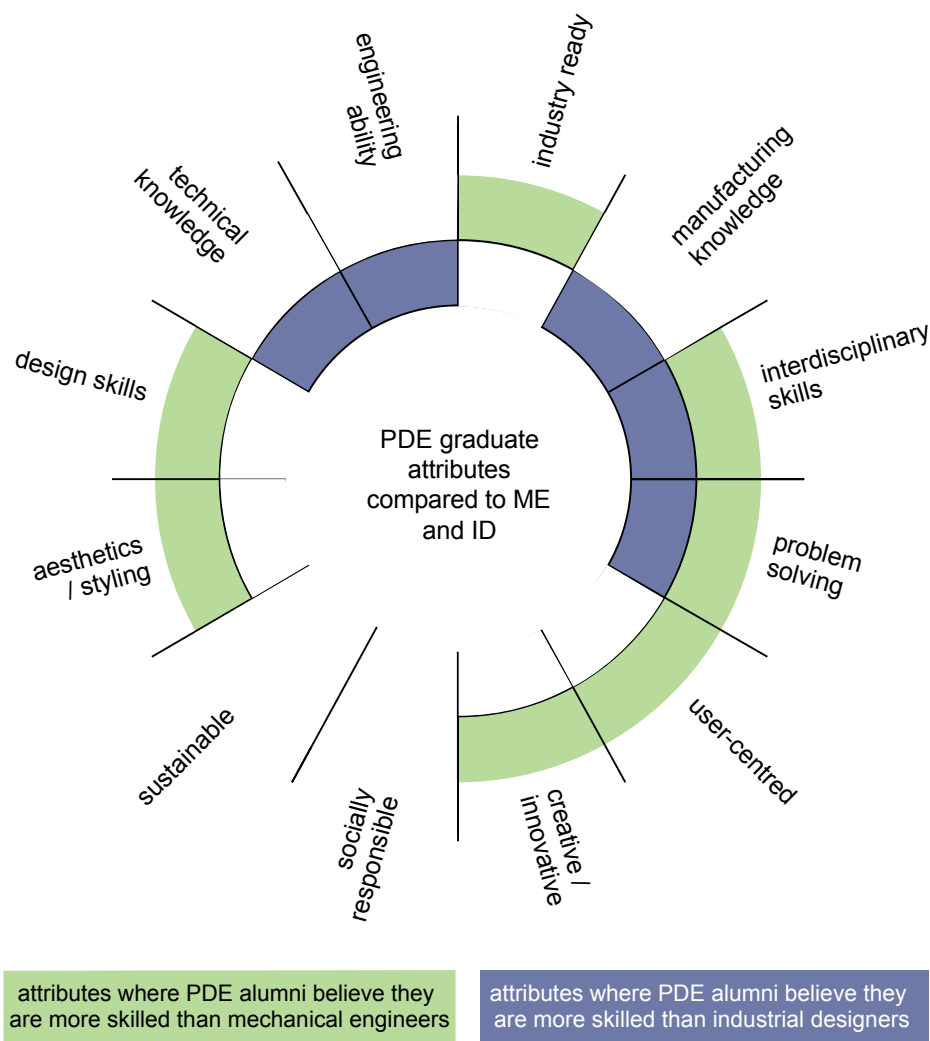 engineering
ability
industry ready
manufacturing
knowledge
technical
knowledge
interdisciplinary
skills
design skills
PDE graduate
attributes
compared to ME
and ID
aesthetics
/ styling
problem
solving
sustainable
user-centred
socially
responsible
creative /
innovative
attributes where PDE alumni believe they
are more skilled than mechanical engineers
attributes where PDE alumni believe they
are more skilled than industrial designers